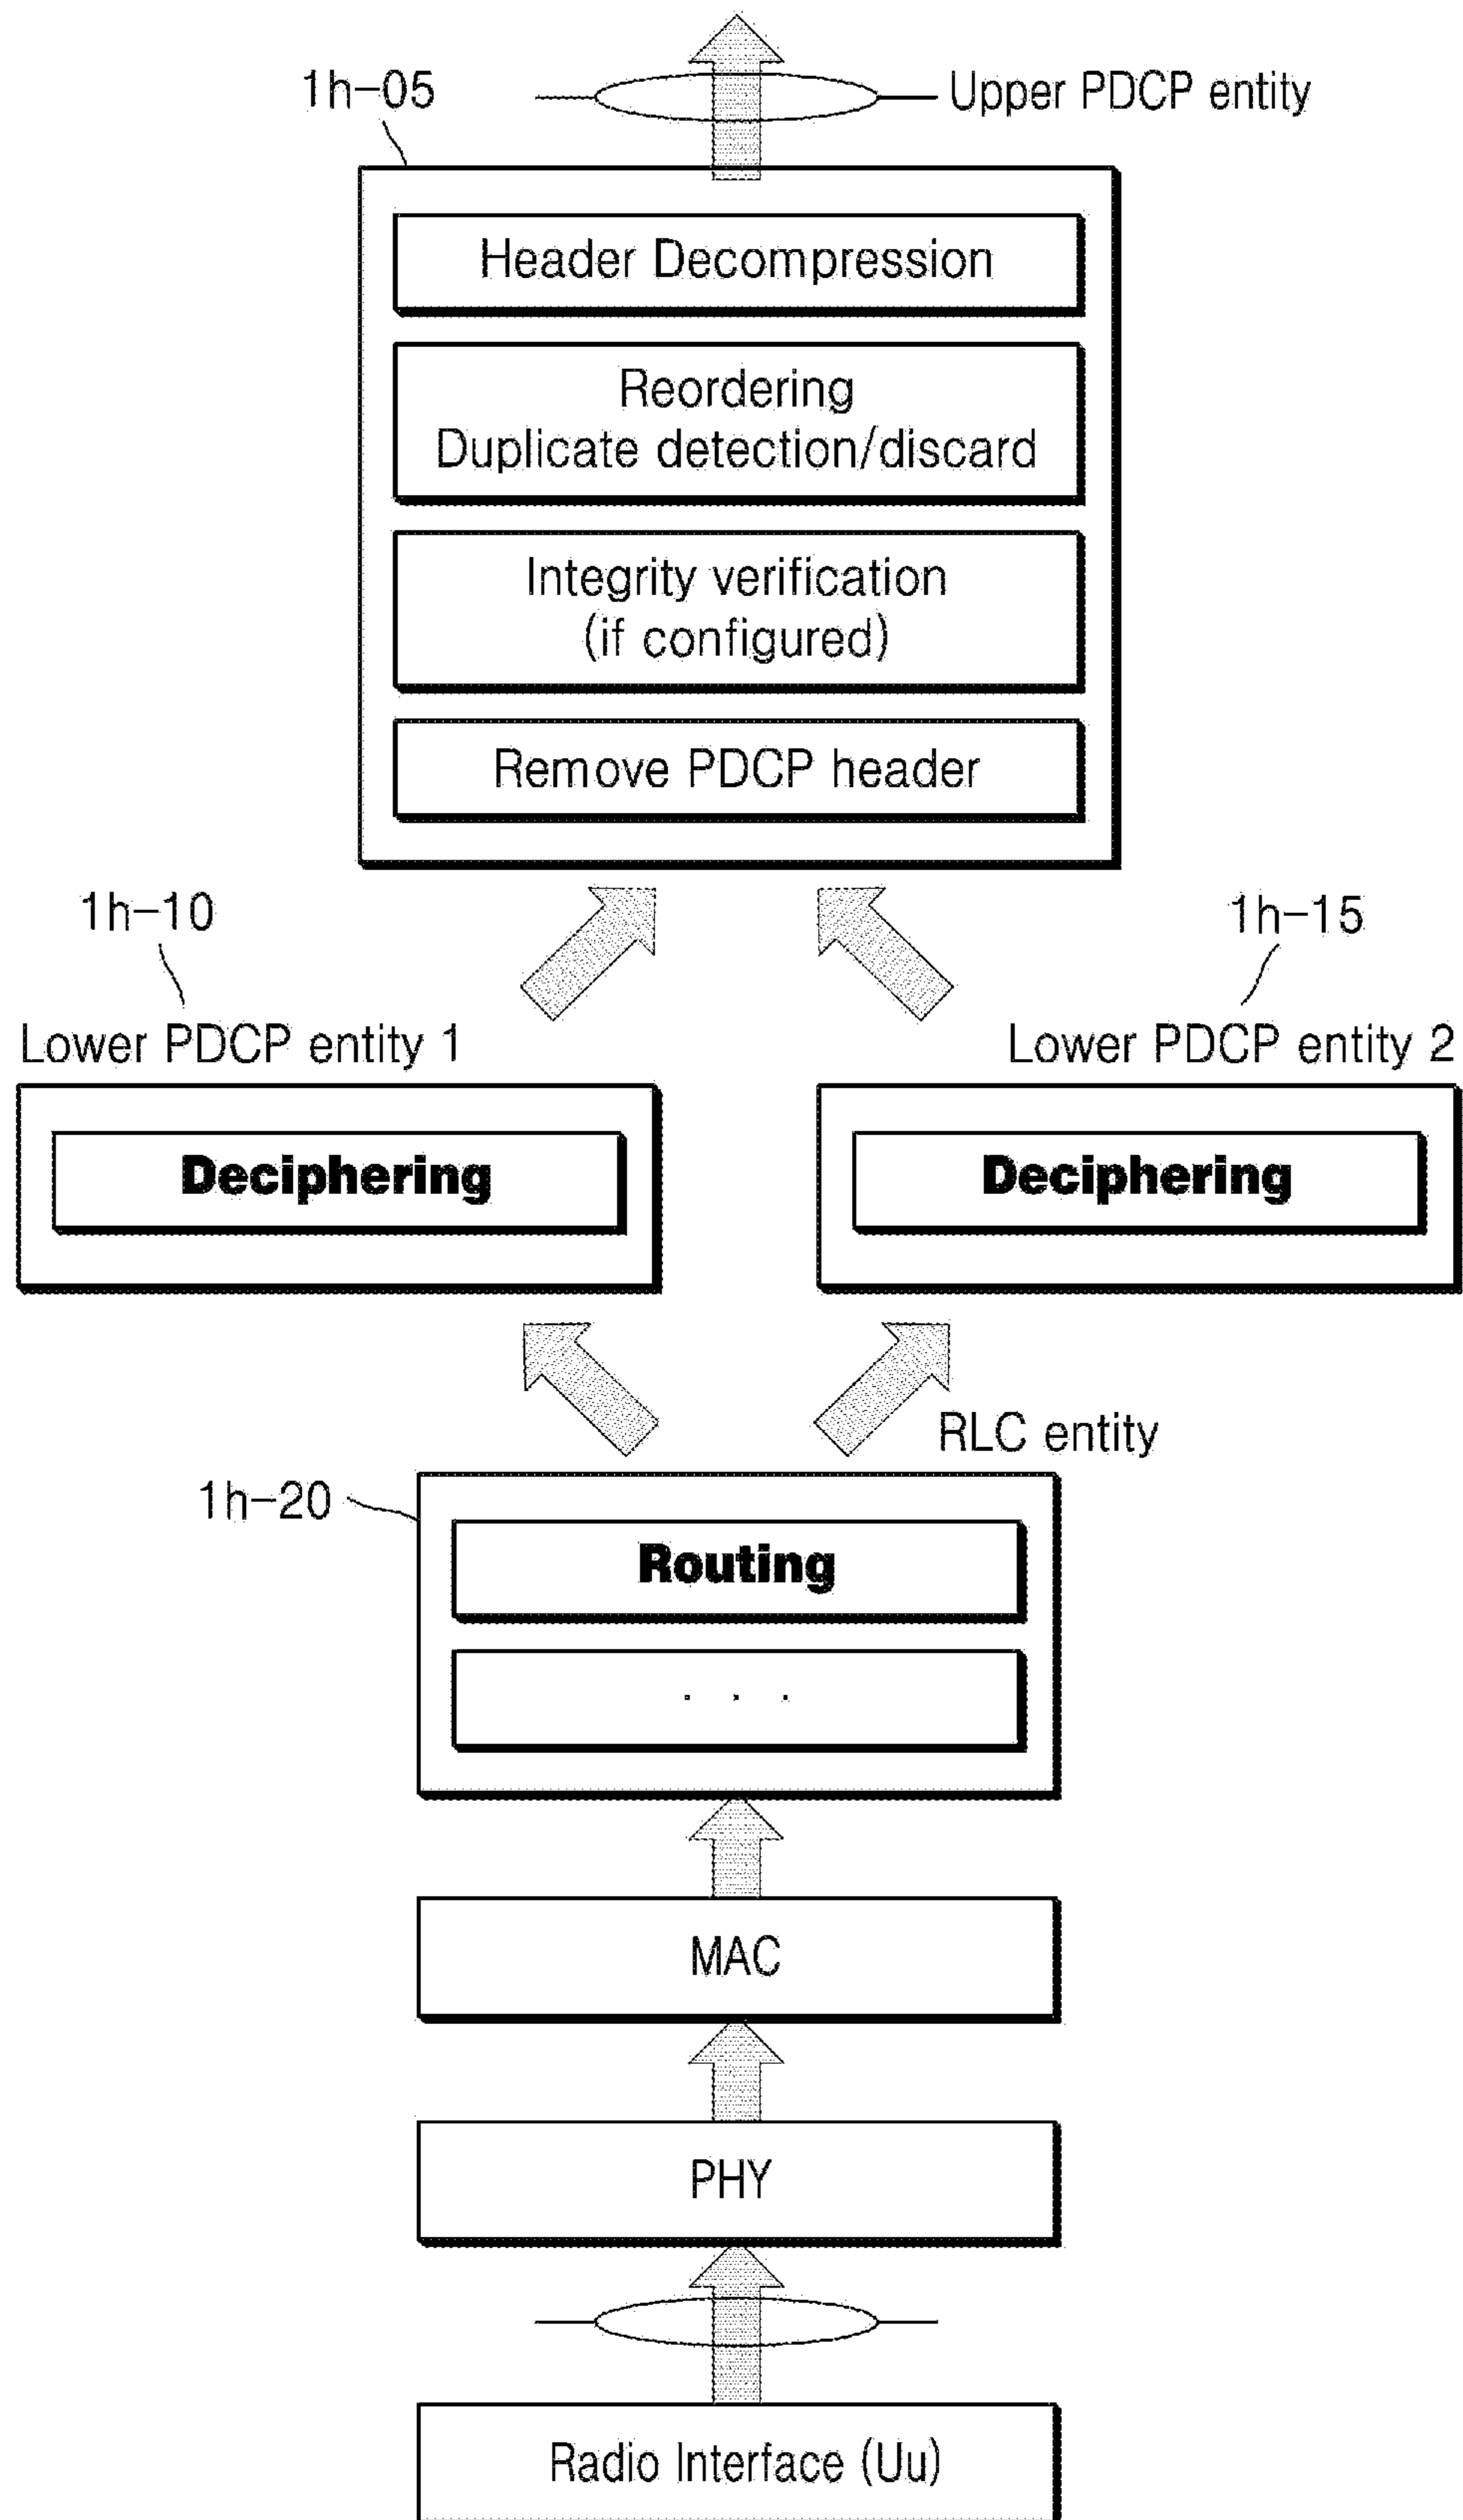 1h-05
Upper PDCP entity
Header Decompression
Reordering
Duplicate detection/discard
Integrity verification
(if configured)
Remove PDCP header
1h-10
1h-15
Lower PDCP entity 1
Lower PDCP entity 2
Deciphering
Deciphering
RLC entity
1h-20
Routing
. . .
MAC
PHY
Radio Interface (Uu)